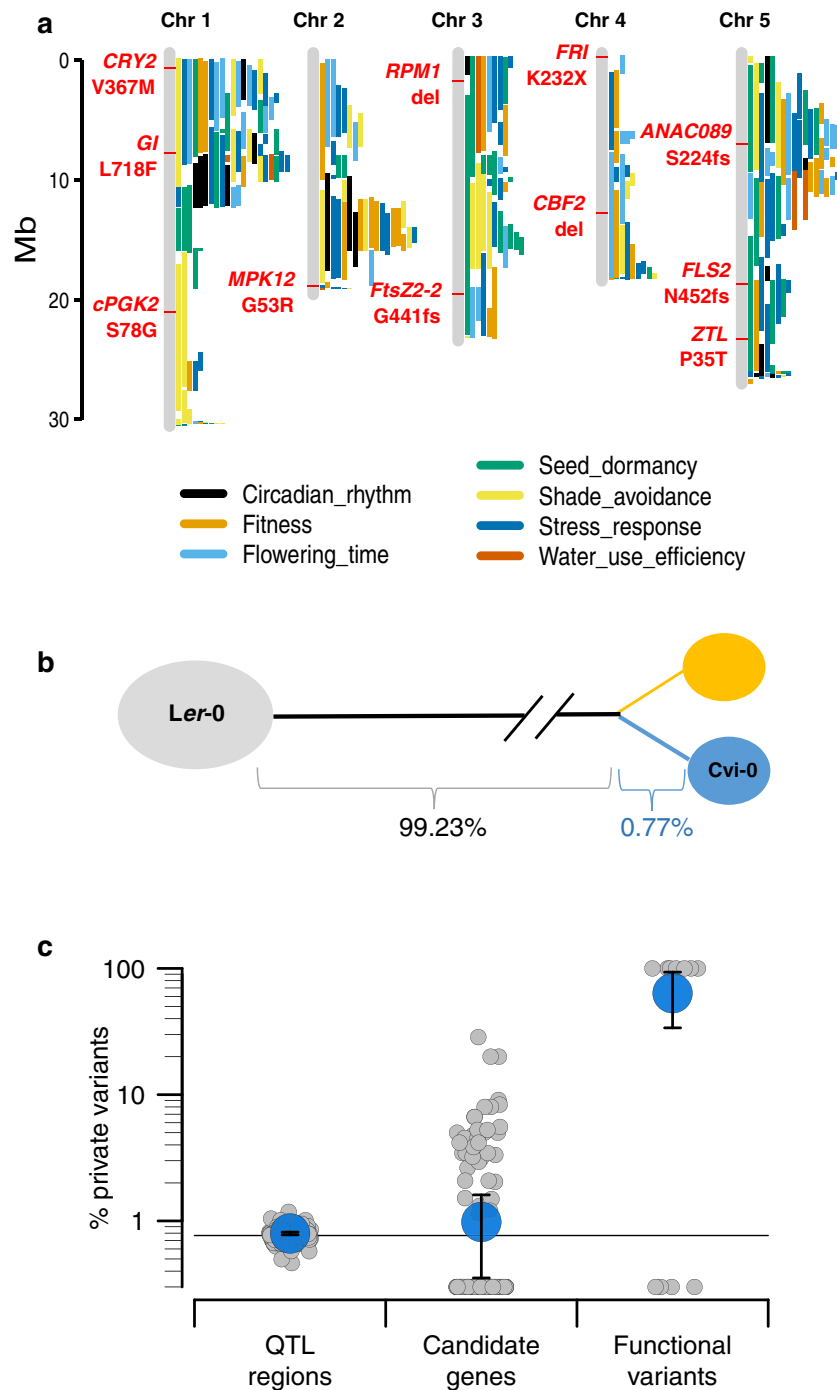 a
Chr 1 Chr 2 Chr 3 Chr 4 Chr 5
0
10
20
30
Mb
CRY2
V367M
GI
L718F
cPGK2
S78G
MPK12
G53R
RPM1
del
FtsZ2-2
G441fs
FRI
K232X
CBF2
del
ANAC089
S224fs
FLS2
N452fs
ZTL
P35T
Circadian_rhythm
Fitness
Flowering_time
Seed_dormancy
Shade_avoidance
Stress_response
Water_use_efficiency
b
Ler-0
Cvi-0
99.23%
0.77%
c
100
10
1
% private variants
QTL
regions
Candidate
genes
Functional
variants